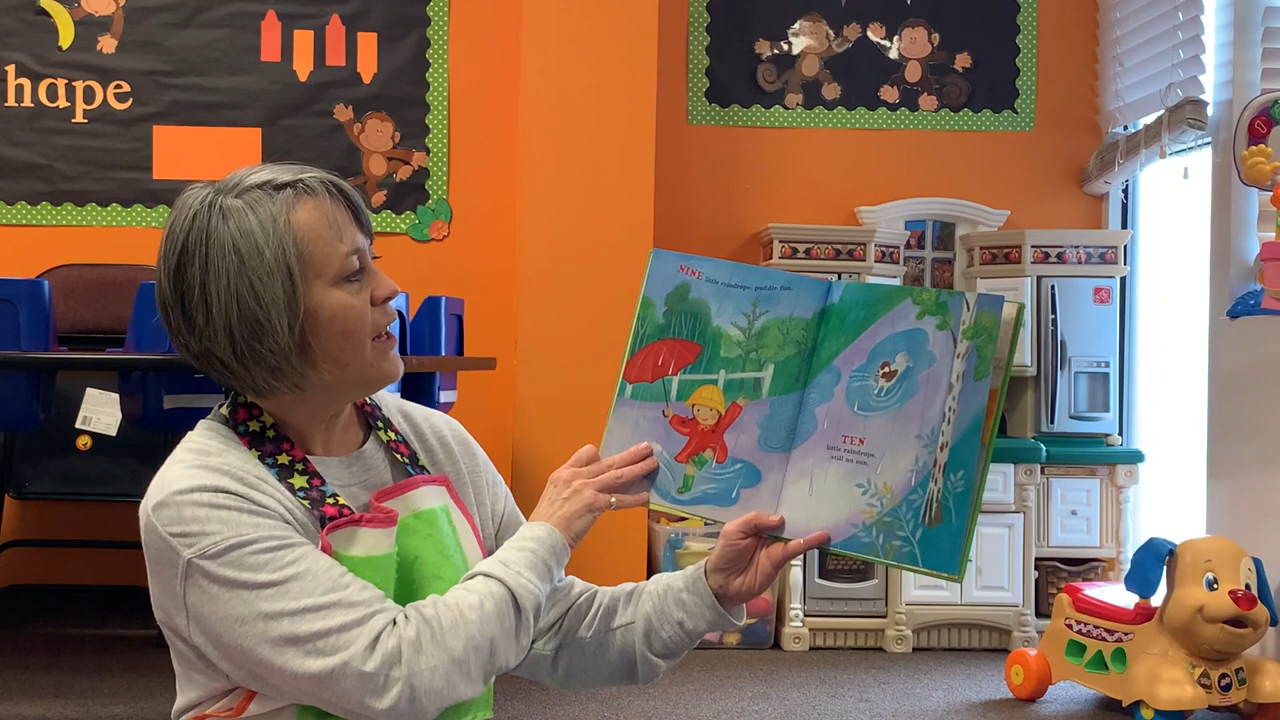 hape
NINE little raindrops, puddle fun.
TEN
little raindrops,
still no sun.